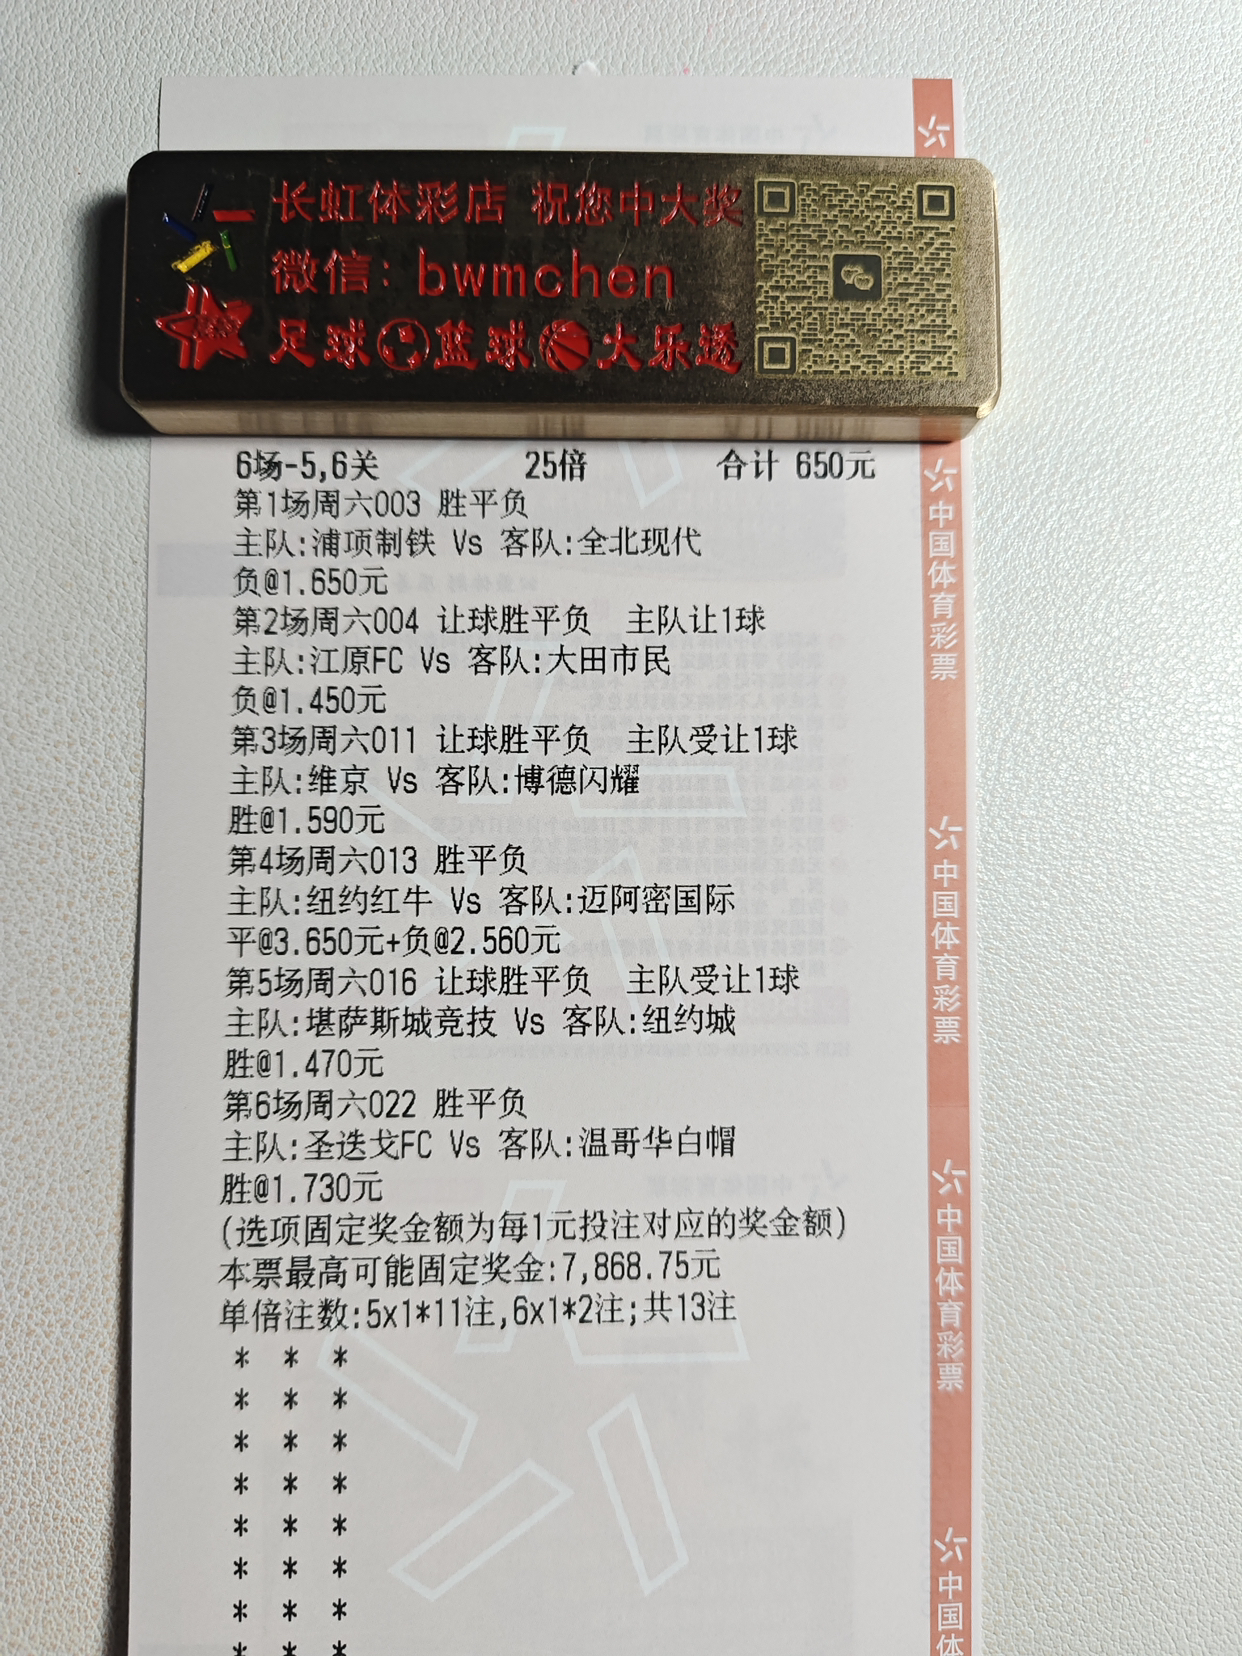 长虹体彩店 祝您中大奖
微信：bwmchen
足球 蓝球 大乐透
6场-5,6关 25倍 合计 650元
第1场周六003 胜平负
主队:浦项制铁 Vs 客队:全北现代
负@1.650元
第2场周六004 让球胜平负 主队让1球
主队:江原FC Vs 客队:大田市民
负@1.450元
第3场周六011 让球胜平负 主队受让1球
主队:维京 Vs 客队:博德闪耀
胜@1.590元
第4场周六013 胜平负
主队:纽约红牛 Vs 客队:迈阿密国际
平@3.650元+负@2.560元
第5场周六016 让球胜平负 主队受让1球
主队:堪萨斯城竞技 Vs 客队:纽约城
胜@1.470元
第6场周六022 胜平负
主队:圣迭戈FC Vs 客队:温哥华白帽
胜@1.730元
(选项固定奖金额为每1元投注对应的奖金额)
本票最高可能固定奖金:7,868.75元
单倍注数:5x1*11注,6x1*2注;共13注
* * *
* * *
* * *
* * *
* * *
* * *
* * *
* * *
中国体育彩票
中国体育彩票
中国体育彩票
中国体